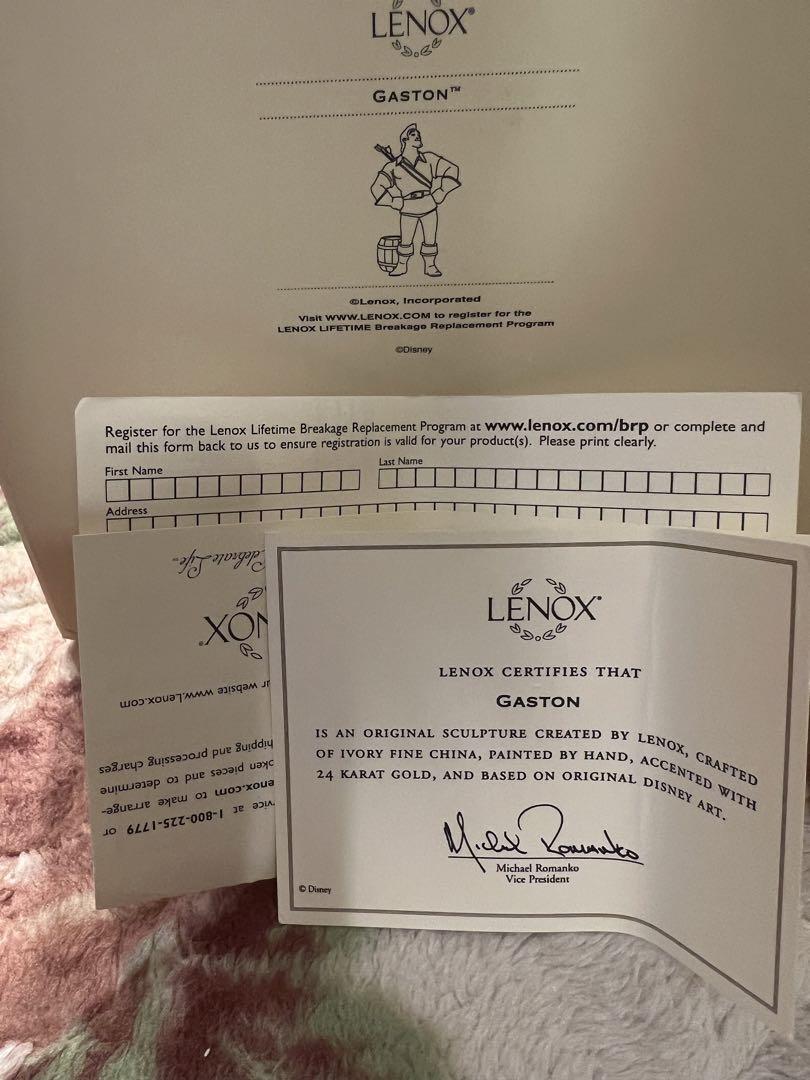 LENOX®
GASTON™
©Lenox, Incorporated
Visit WWW.LENOX.COM to register for the
LENOX LIFETIME Breakage Replacement Program
©Disney
Register for the Lenox Lifetime Breakage Replacement Program at www.lenox.com/brp or complete and
mail this form back to us to ensure registration is valid for your product(s). Please print clearly.
First Name
Last Name
Address
LENOX®
LENOX CERTIFIES THAT
GASTON
IS AN ORIGINAL SCULPTURE CREATED BY LENOX, CRAFTED
OF IVORY FINE CHINA, PAINTED BY HAND, ACCENTED WITH
24 KARAT GOLD, AND BASED ON ORIGINAL DISNEY ART.
Michael Romanko
Michael Romanko
Vice President
© Disney
at 1-800-225-1779 or
to make arrange-
pieces and to determine
and processing charges
website www.Lenox.com
NOX®
Life™